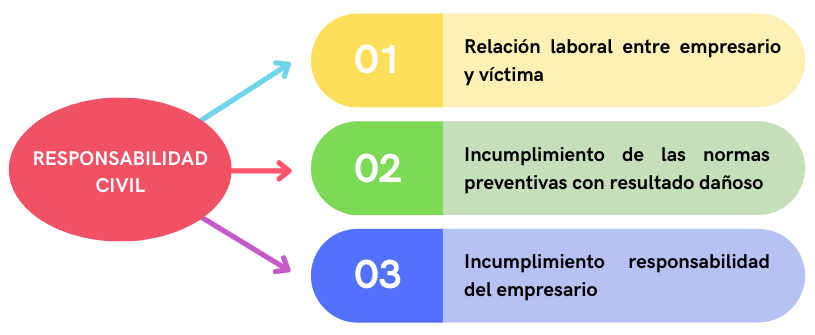 RESPONSABILIDAD
CIVIL
01
Relación laboral entre empresario
y víctima
02
Incumplimiento de las normas
preventivas con resultado dañoso
03
Incumplimiento responsabilidad
del empresario